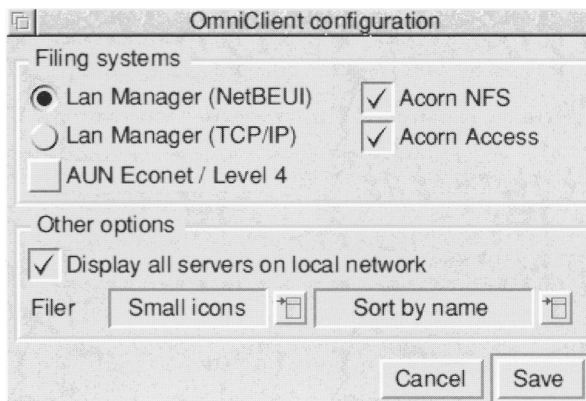 OmniClient configuration
Filing systems
Lan Manager (NetBEUI)
Acorn NFS
Lan Manager (TCP/IP)
Acorn Access
AUN Econet / Level 4
Other options
Display all servers on local network
Filer
Small icons
Sort by name
Cancel
Save